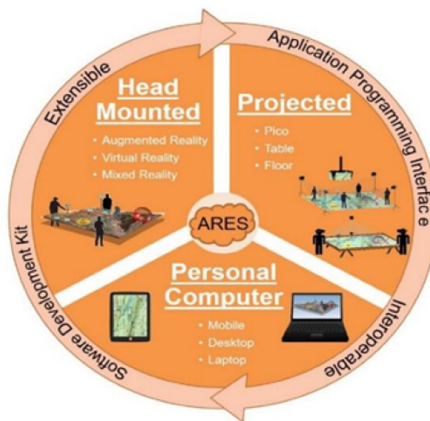 Extensible
Application Programming Interface
Head
Mounted
• Augmented Reality
• Virtual Reality
• Mixed Reality
Projected
• Pico
• Table
• Floor
ARES
Personal
Computer
• Mobile
• Desktop
• Laptop
Software Development Kit
Interoperable